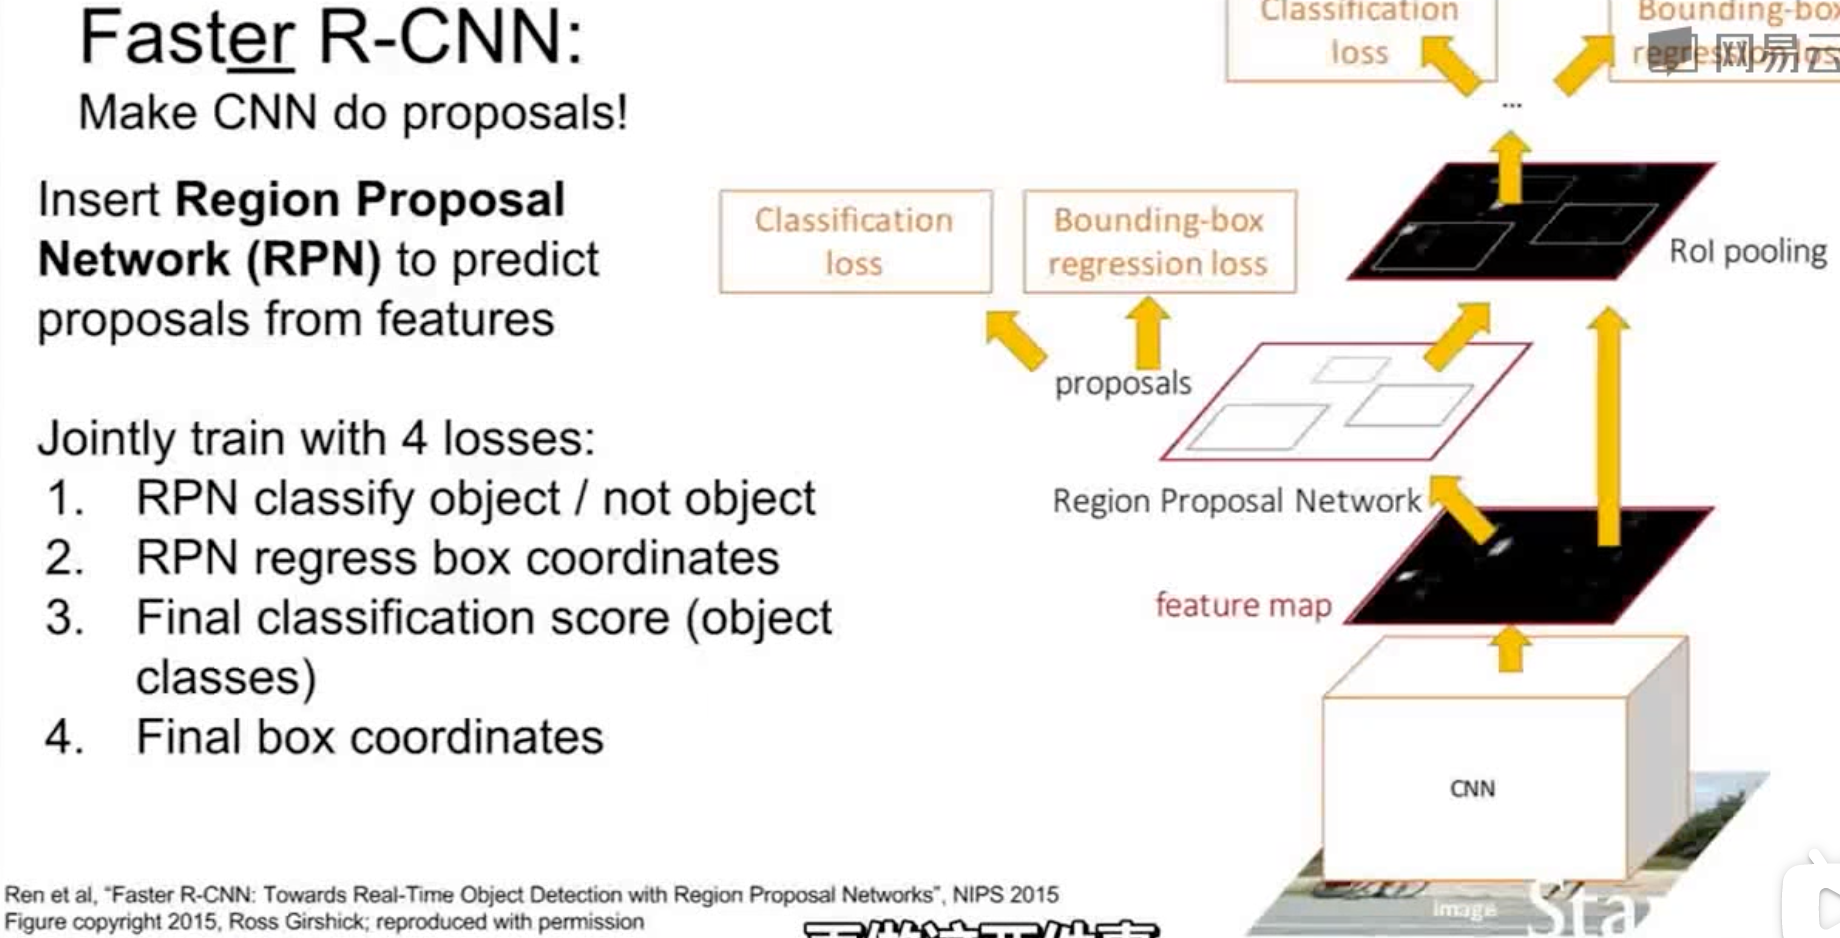 Faster R-CNN:
Make CNN do proposals!
Insert Region Proposal
Network (RPN) to predict
proposals from features
Jointly train with 4 losses:
1. RPN classify object / not object
2. RPN regress box coordinates
3. Final classification score (object
classes)
4. Final box coordinates
Classification
loss
Bounding-box
regression loss
网易云
...
Classification
loss
Bounding-box
regression loss
RoI pooling
proposals
Region Proposal Network
feature map
CNN
image
Sta
Ren et al, “Faster R-CNN: Towards Real-Time Object Detection with Region Proposal Networks”, NIPS 2015
Figure copyright 2015, Ross Girshick; reproduced with permission